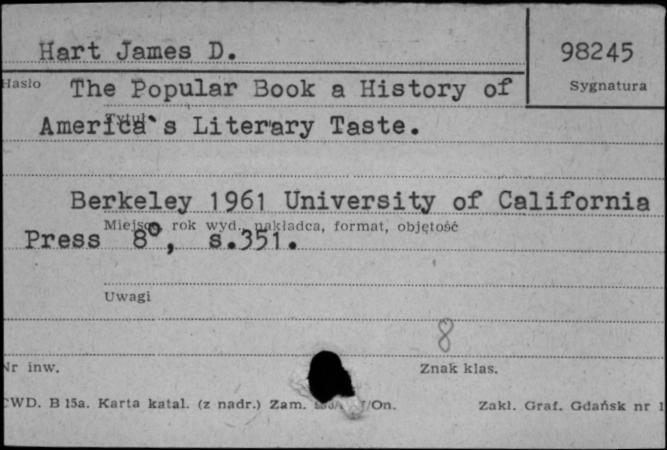 Hart James D.
98245
Hasło
Sygnatura
The Popular Book a History of
Tytuł
America`s Literary Taste.
Berkeley 1961 University of California
Miejsce, rok wyd., nakładca, format, objętość
Press 8°, s.351.
Uwagi
8
Nr inw.
Znak klas.
CWD. B 15a. Karta katal. (z nadr.) Zam. /On.
Zakł. Graf. Gdańsk nr 1